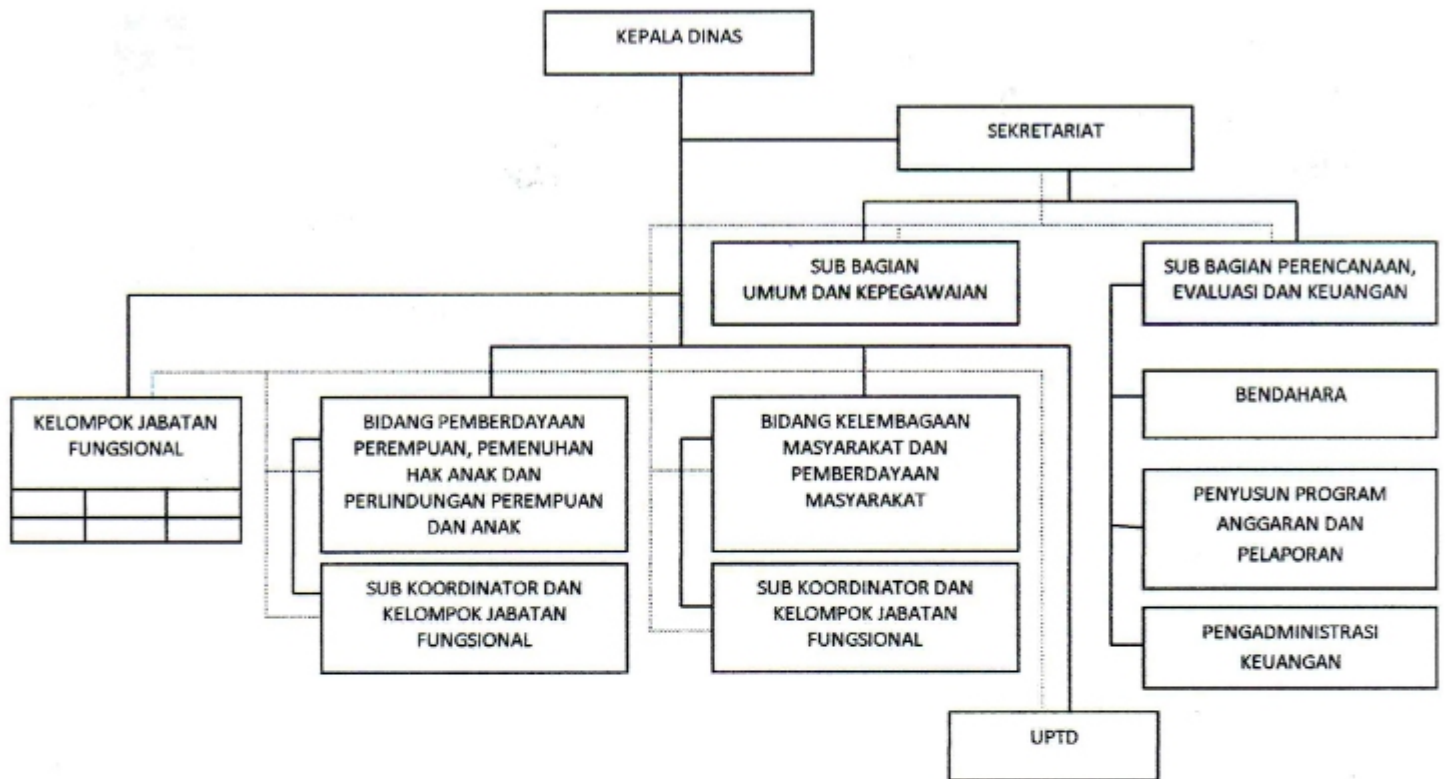 KEPALA DINAS
SEKRETARIAT
SUB BAGIAN
UMUM DAN KEPEGAWAIAN
SUB BAGIAN PERENCANAAN,
EVALUASI DAN KEUANGAN
KELOMPOK JABATAN
FUNGSIONAL
BIDANG PEMBERDAYAAN
PEREMPUAN, PEMENUHAN
HAK ANAK DAN
PERLINDUNGAN PEREMPUAN
DAN ANAK
BIDANG KELEMBAGAAN
MASYARAKAT DAN
PEMBERDAYAAN
MASYARAKAT
BENDAHARA
PENYUSUN PROGRAM
ANGGARAN DAN
PELAPORAN
SUB KOORDINATOR DAN
KELOMPOK JABATAN
FUNGSIONAL
SUB KOORDINATOR DAN
KELOMPOK JABATAN
FUNGSIONAL
PENGADMINISTRASI
KEUANGAN
UPTD